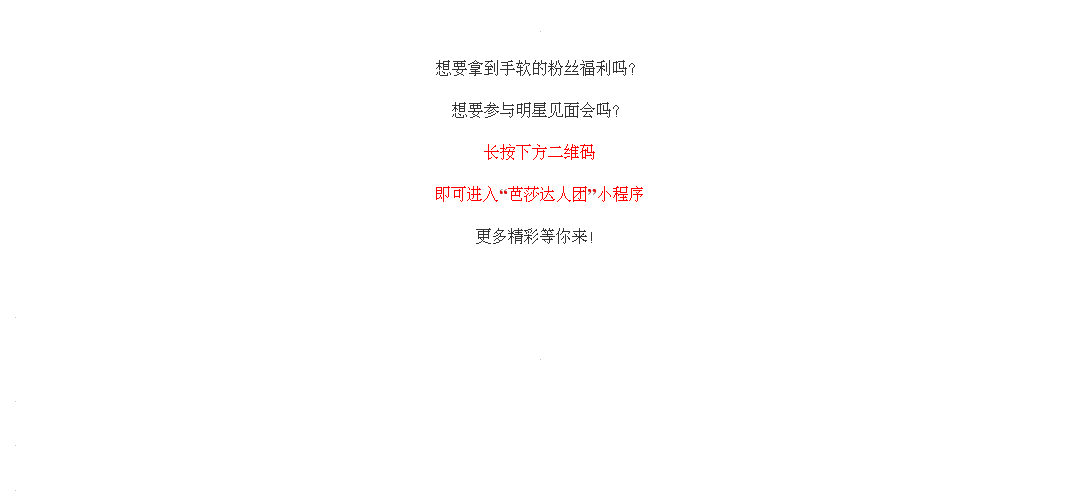 想要拿到手软的粉丝福利吗?
想要参与明星见面会吗?
长按下方二维码
即可进入“芭莎达人团”小程序
更多精彩等你来!